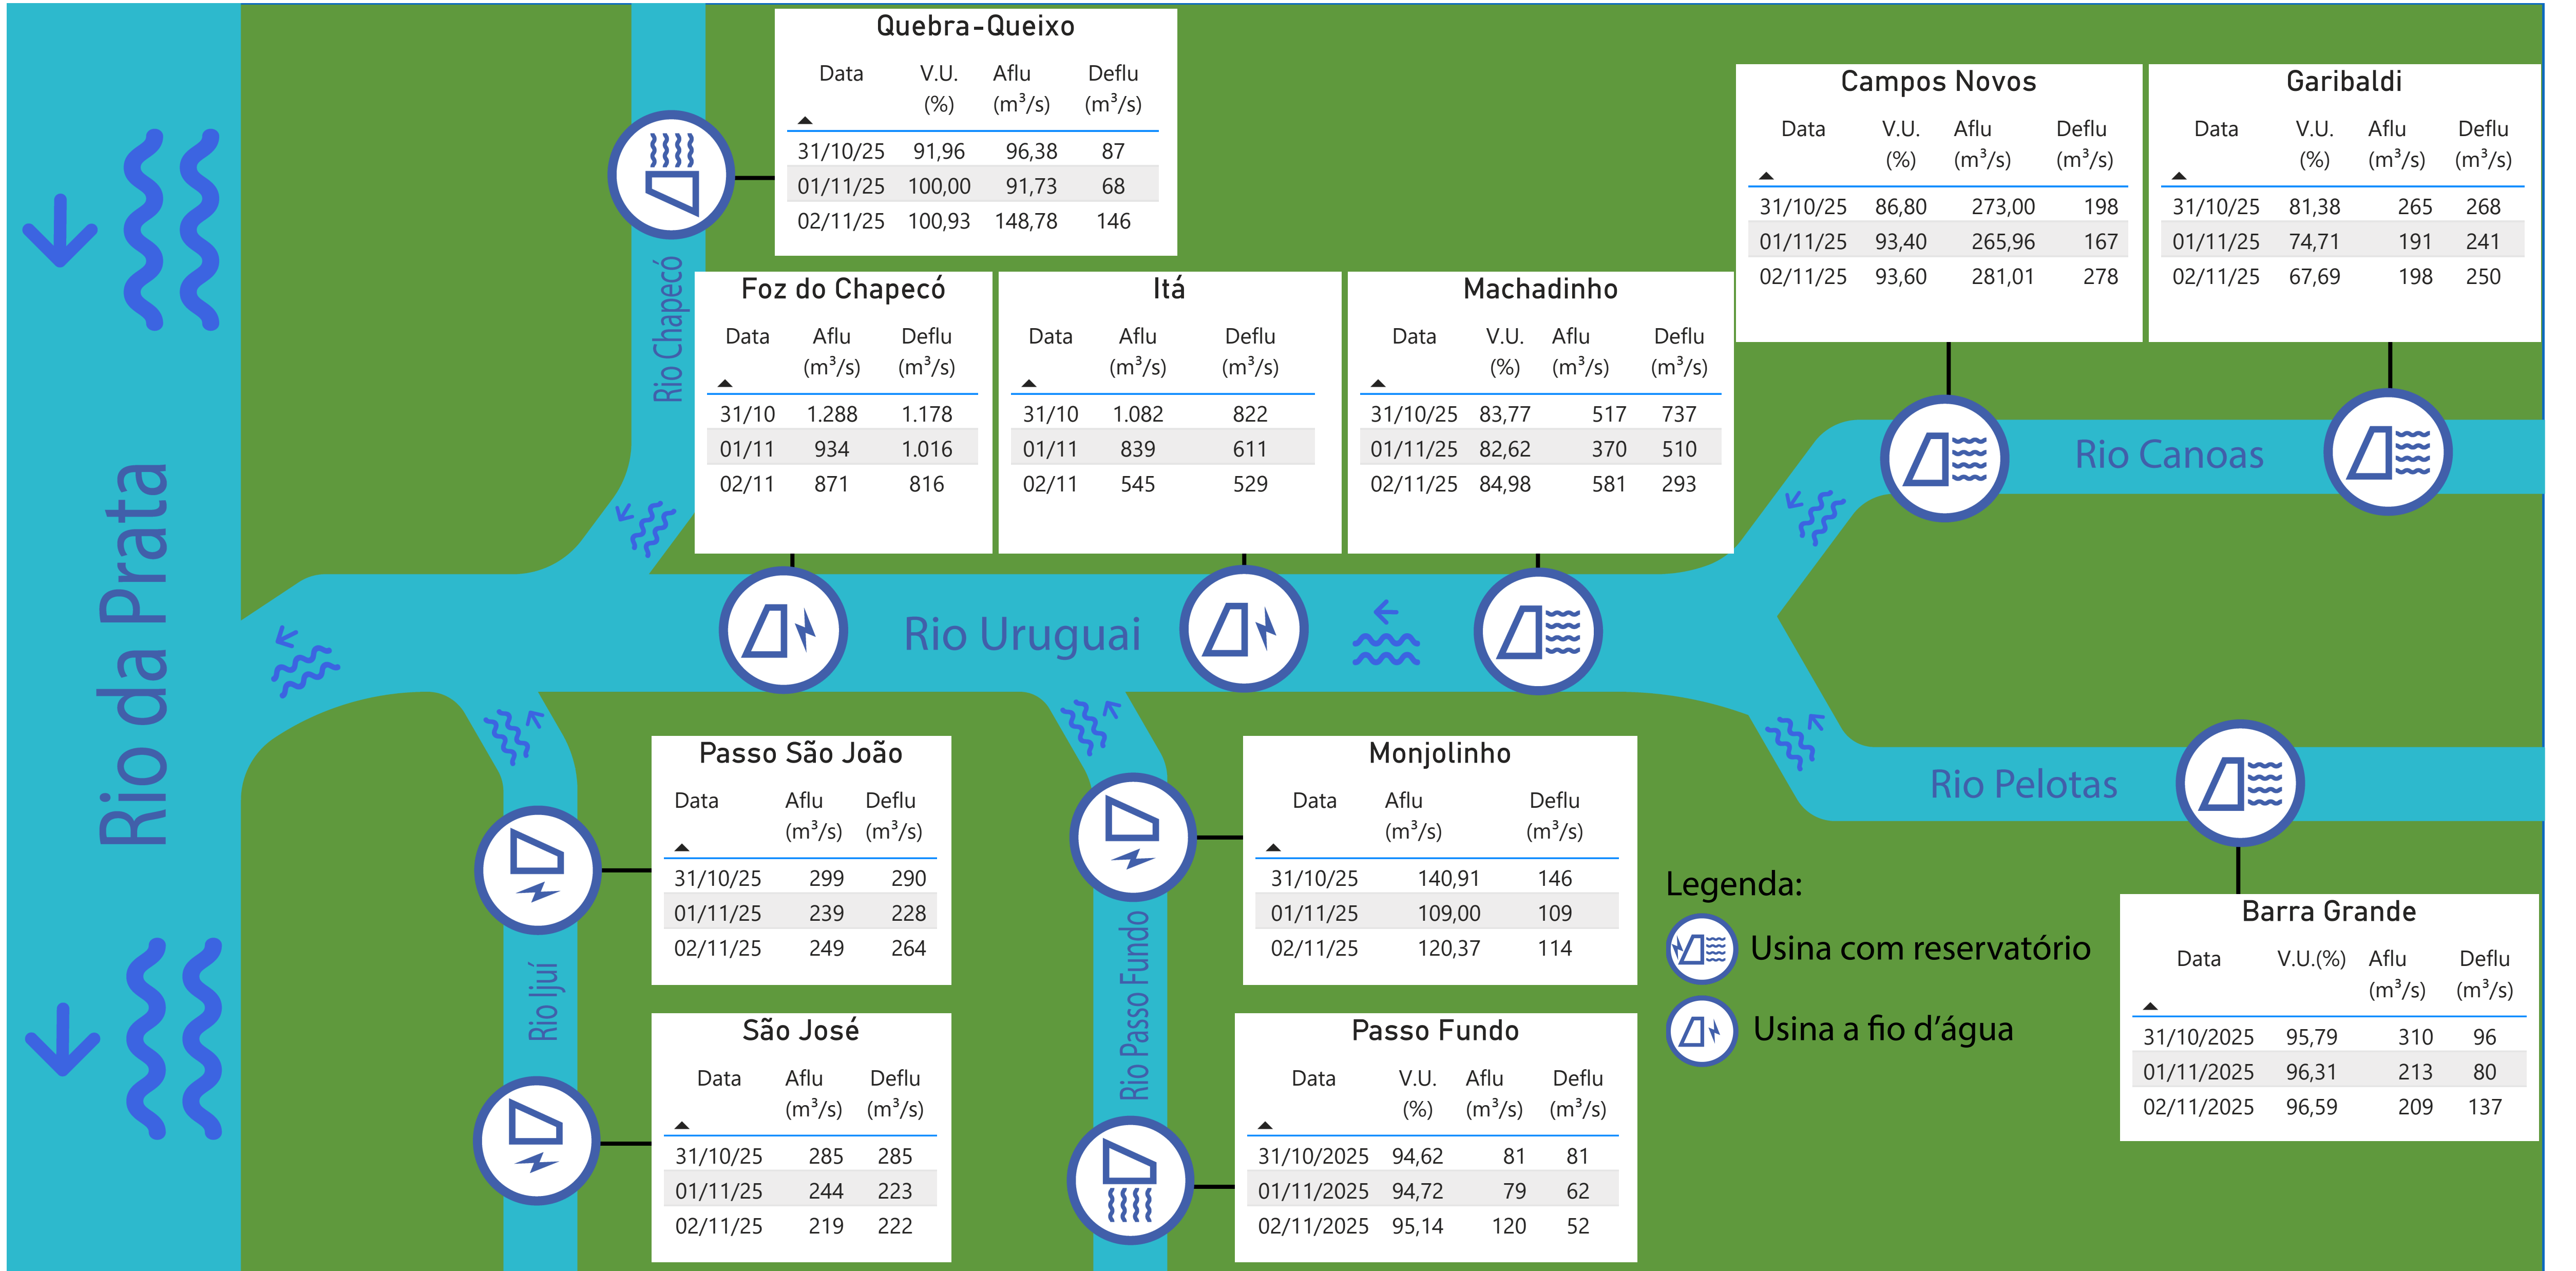 Quebra-Queixo
Data V.U. (%) Aflu (m³/s) Deflu (m³/s)
31/10/25 91,96 96,38 87
01/11/25 100,00 91,73 68
02/11/25 100,93 148,78 146
Campos Novos
Data V.U. (%) Aflu (m³/s) Deflu (m³/s)
31/10/25 86,80 273,00 198
01/11/25 93,40 265,96 167
02/11/25 93,60 281,01 278
Garibaldi
Data V.U. (%) Aflu (m³/s) Deflu (m³/s)
31/10/25 81,38 265 268
01/11/25 74,71 191 241
02/11/25 67,69 198 250
Rio Chapecó
Foz do Chapecó
Data Aflu (m³/s) Deflu (m³/s)
31/10 1.288 1.178
01/11 934 1.016
02/11 871 816
Itá
Data Aflu (m³/s) Deflu (m³/s)
31/10 1.082 822
01/11 839 611
02/11 545 529
Machadinho
Data V.U. (%) Aflu (m³/s) Deflu (m³/s)
31/10/25 83,77 517 737
01/11/25 82,62 370 510
02/11/25 84,98 581 293
Rio Canoas
Rio da Prata
Rio Uruguai
Rio Pelotas
Passo São João
Data Aflu (m³/s) Deflu (m³/s)
31/10/25 299 290
01/11/25 239 228
02/11/25 249 264
Monjolinho
Data Aflu (m³/s) Deflu (m³/s)
31/10/25 140,91 146
01/11/25 109,00 109
02/11/25 120,37 114
Legenda:
Usina com reservatório
Usina a fio d’água
Barra Grande
Data V.U.(%) Aflu (m³/s) Deflu (m³/s)
31/10/2025 95,79 310 96
01/11/2025 96,31 213 80
02/11/2025 96,59 209 137
Rio Ijuí
Rio Passo Fundo
São José
Data Aflu (m³/s) Deflu (m³/s)
31/10/25 285 285
01/11/25 244 223
02/11/25 219 222
Passo Fundo
Data V.U. (%) Aflu (m³/s) Deflu (m³/s)
31/10/2025 94,62 81 81
01/11/2025 94,72 79 62
02/11/2025 95,14 120 52